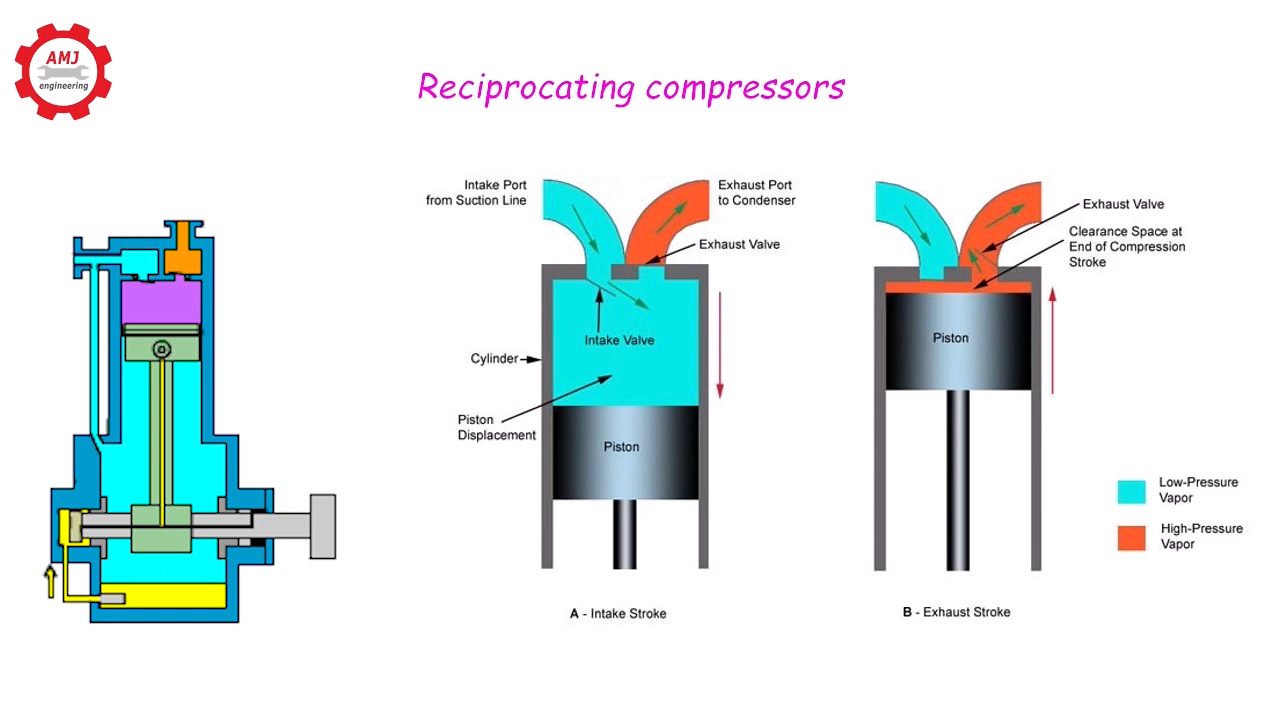 AMJ
engineering
Reciprocating compressors
Intake Port
from Suction Line
Exhaust Port
to Condenser
Exhaust Valve
Intake Valve
Cylinder
Piston
Displacement
Piston
A - Intake Stroke
Exhaust Valve
Clearance Space at
End of Compression
Stroke
Piston
B - Exhaust Stroke
Low-Pressure
Vapor
High-Pressure
Vapor